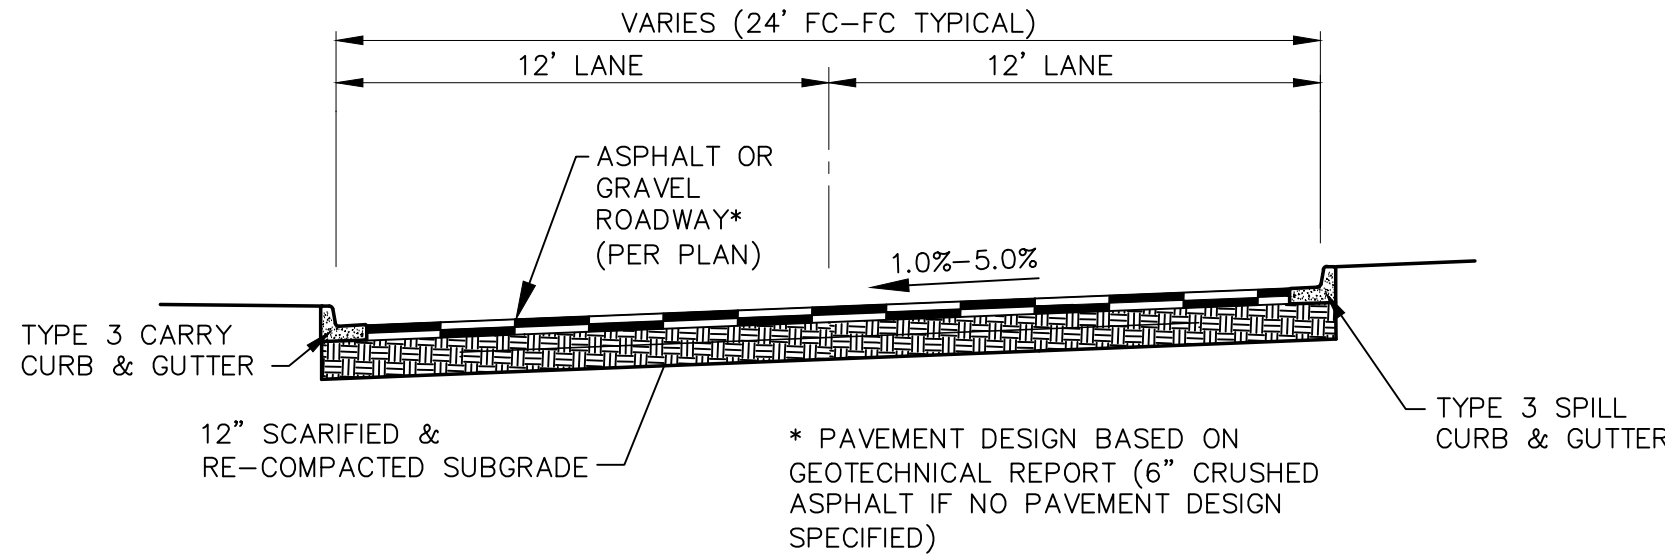 VARIES (24' FC-FC TYPICAL)
12' LANE
12' LANE
ASPHALT OR
GRAVEL
ROADWAY*
(PER PLAN)
1.0%-5.0%
TYPE 3 CARRY
CURB & GUTTER
12" SCARIFIED &
RE-COMPACTED SUBGRADE
* PAVEMENT DESIGN BASED ON
GEOTECHNICAL REPORT (6" CRUSHED
ASPHALT IF NO PAVEMENT DESIGN
SPECIFIED)
TYPE 3 SPILL
CURB & GUTTER